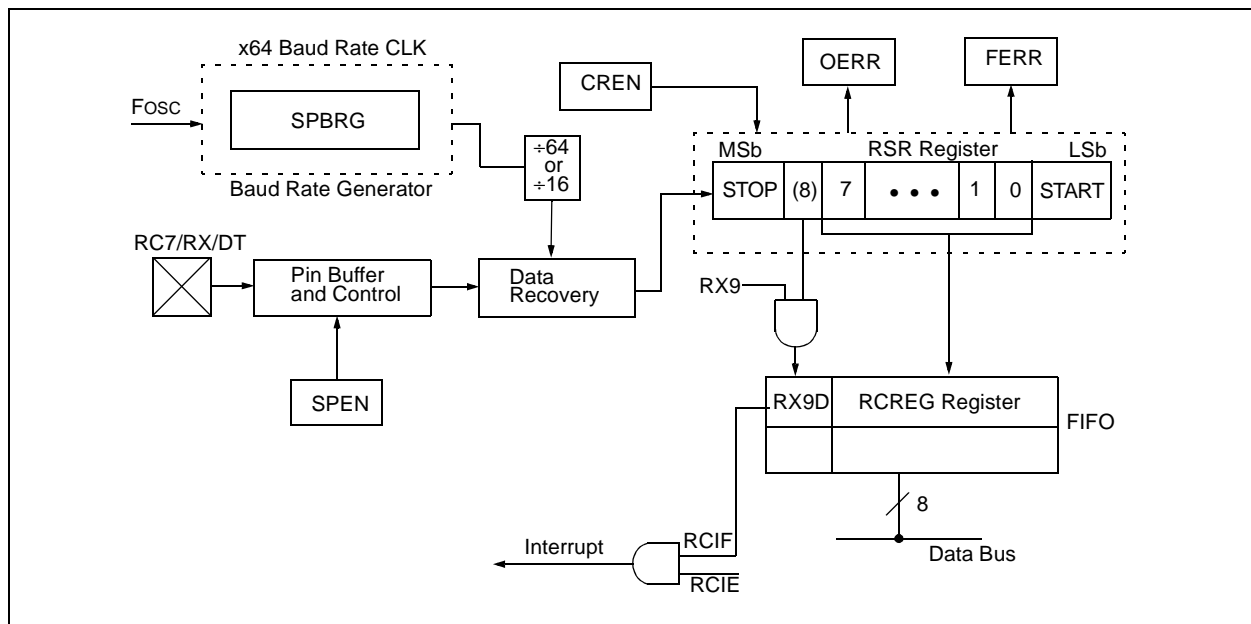 x64 Baud Rate CLK
FOSC
SPBRG
Baud Rate Generator
÷64
or
÷16
CREN
OERR
FERR
MSb
RSR Register
LSb
STOP
(8)
7
• • •
1
0
START
RC7/RX/DT
Pin Buffer
and Control
Data
Recovery
RX9
SPEN
RX9D
RCREG Register
FIFO
8
Data Bus
Interrupt
RCIF
RCIE